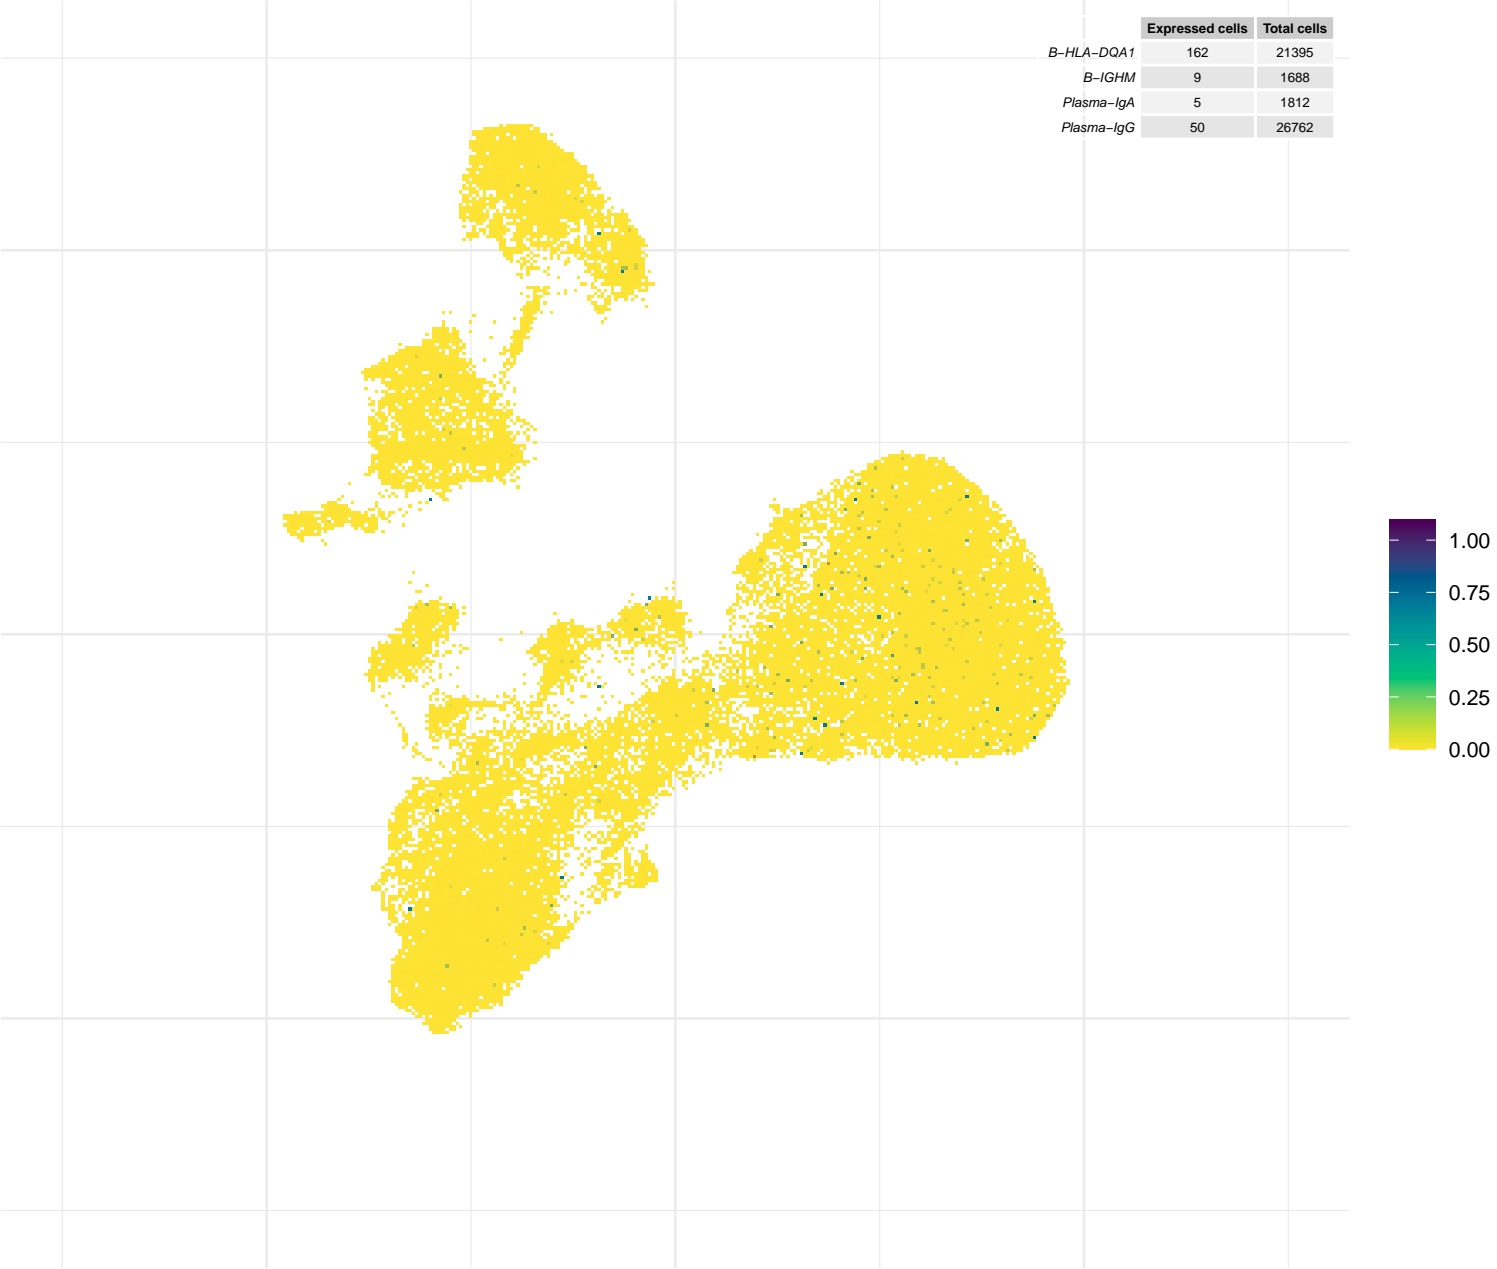 Expressed cells Total cells
B−HLA−DQA1 162 21395
B−IGHM 9 1688
Plasma−IgA 5 1812
Plasma−IgG 50 26762
1.00
0.75
0.50
0.25
0.00